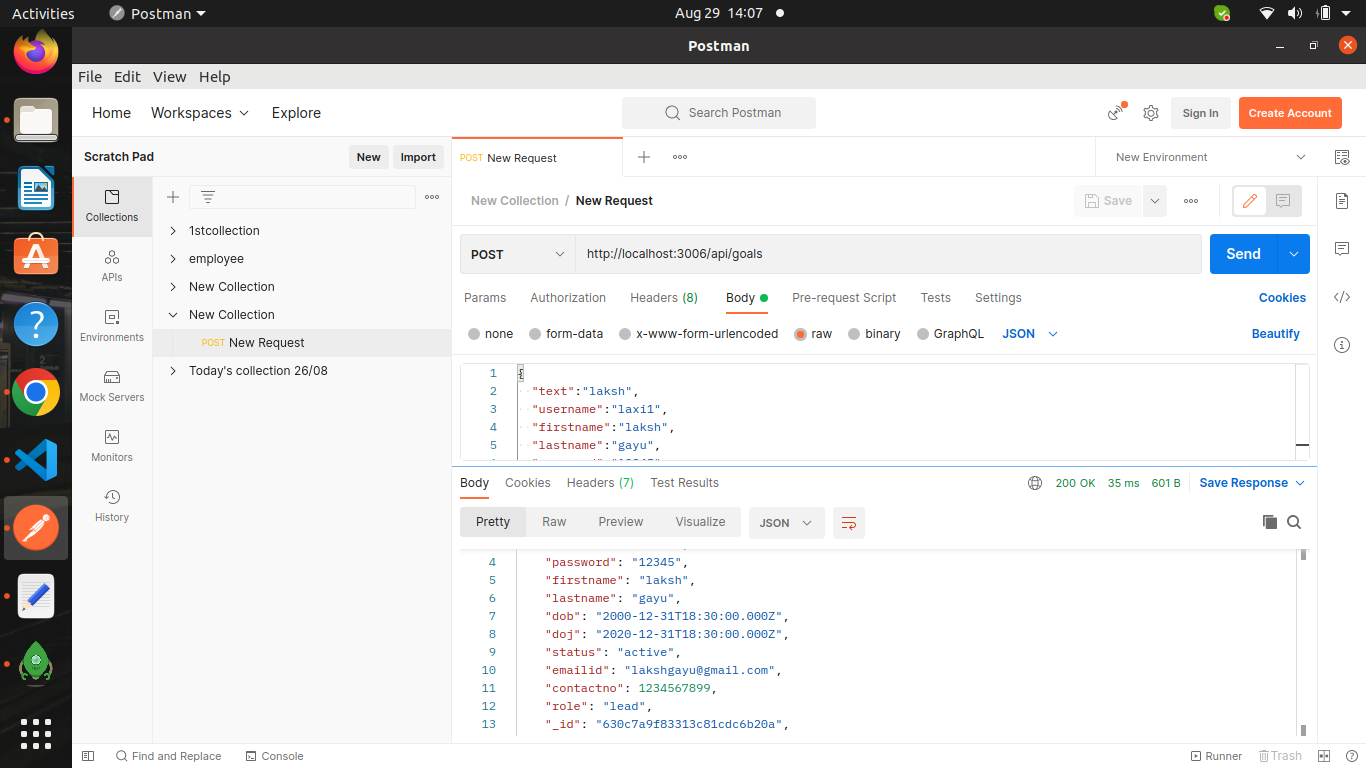 Activities Postman Aug 29 14:07
Postman
File Edit View Help
Home Workspaces Explore Search Postman Sign In Create Account
Scratch Pad New Import POST New Request New Environment
Collections
APIs
Environments
Mock Servers
Monitors
History
1stcollection
employee
New Collection
New Collection
POST New Request
Today's collection 26/08
New Collection / New Request Save
POST http://localhost:3006/api/goals Send
Params Authorization Headers (8) Body Pre-request Script Tests Settings Cookies
none form-data x-www-form-urlencoded raw binary GraphQL JSON Beautify
1 {
2 "text":"laksh",
3 "username":"laxi1",
4 "firstname":"laksh",
5 "lastname":"gayu",
Body Cookies Headers (7) Test Results 200 OK 35 ms 601 B Save Response
Pretty Raw Preview Visualize JSON
4 "password": "12345",
5 "firstname": "laksh",
6 "lastname": "gayu",
7 "dob": "2000-12-31T18:30:00.000Z",
8 "doj": "2020-12-31T18:30:00.000Z",
9 "status": "active",
10 "emailid": "lakshgayu@gmail.com",
11 "contactno": 1234567899,
12 "role": "lead",
13 "_id": "630c7a9f83313c81cdc6b20a",
Find and Replace Console Runner Trash